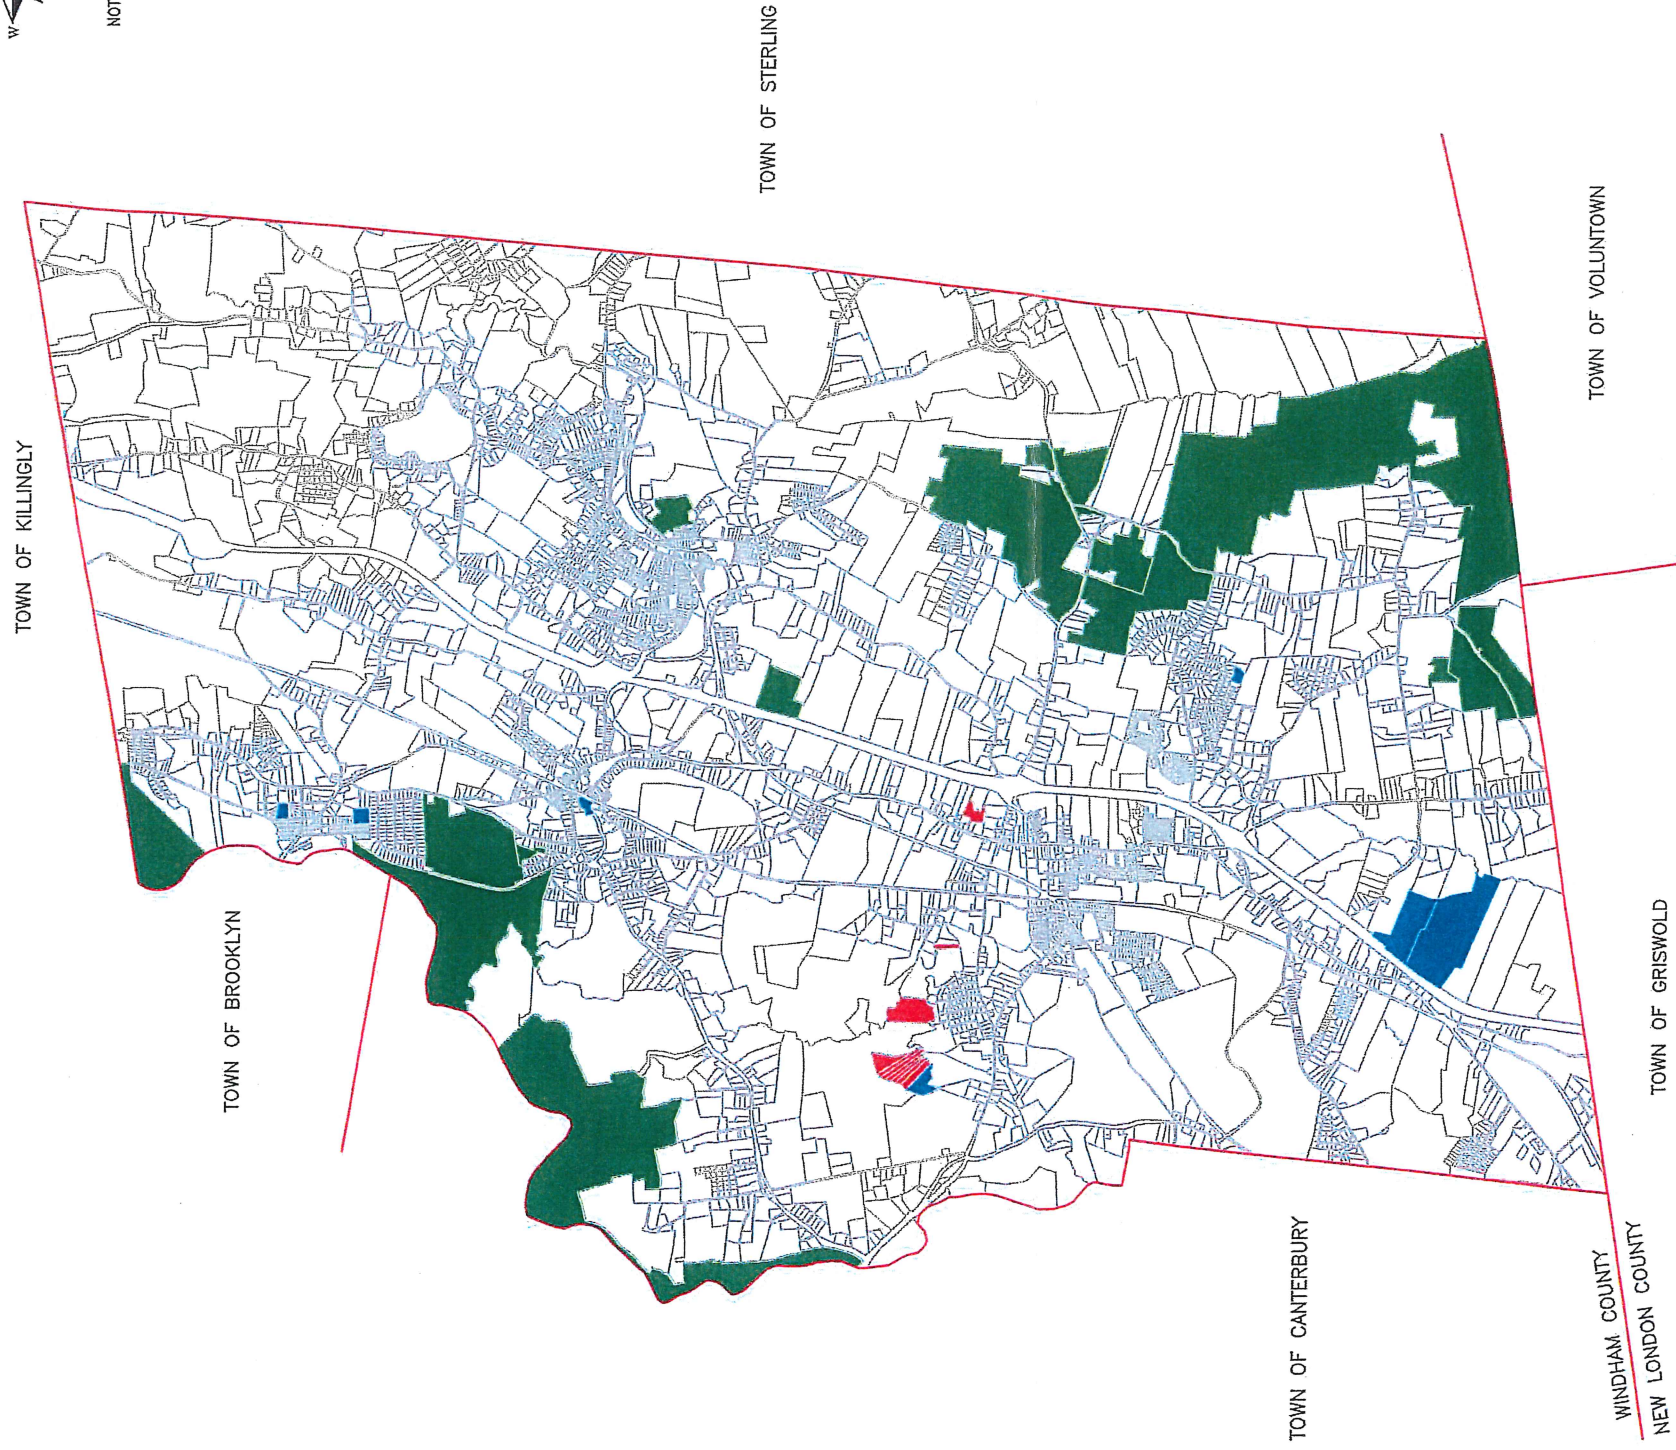 W
NOT
TOWN OF KILLINGLY
TOWN OF STERLING
TOWN OF BROOKLYN
TOWN OF VOLUNTOWN
TOWN OF CANTERBURY
TOWN OF GRISWOLD
WINDHAM COUNTY
NEW LONDON COUNTY